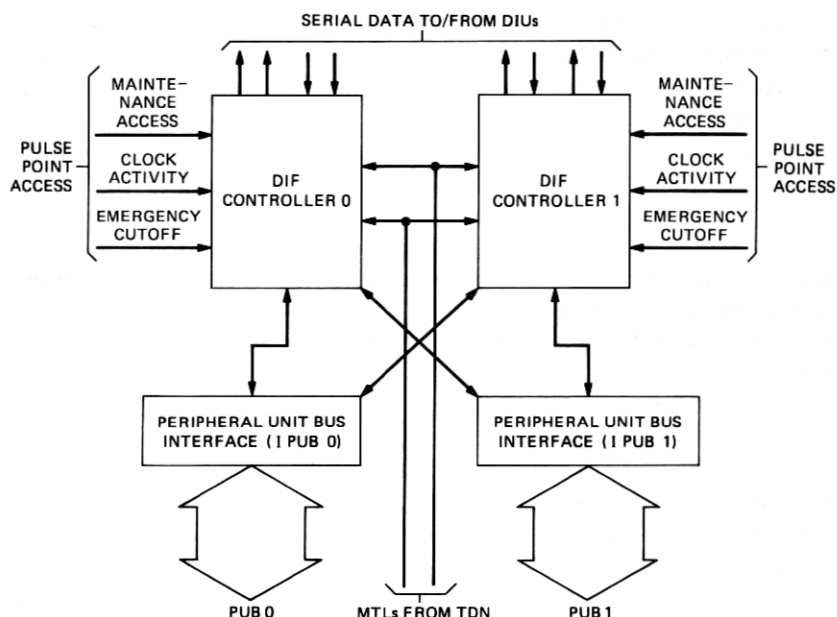 SERIAL DATA TO/FROM DIUs
PULSE
POINT
ACCESS
MAINTE-
NANCE
ACCESS
CLOCK
ACTIVITY
EMERGENCY
CUTOFF
DIF
CONTROLLER 0
DIF
CONTROLLER 1
MAINTE-
NANCE
ACCESS
CLOCK
ACTIVITY
EMERGENCY
CUTOFF
PULSE
POINT
ACCESS
PERIPHERAL UNIT BUS
INTERFACE (I PUB 0)
PERIPHERAL UNIT BUS
INTERFACE (I PUB 1)
PUB 0
MTLs FROM TDN
PUB 1